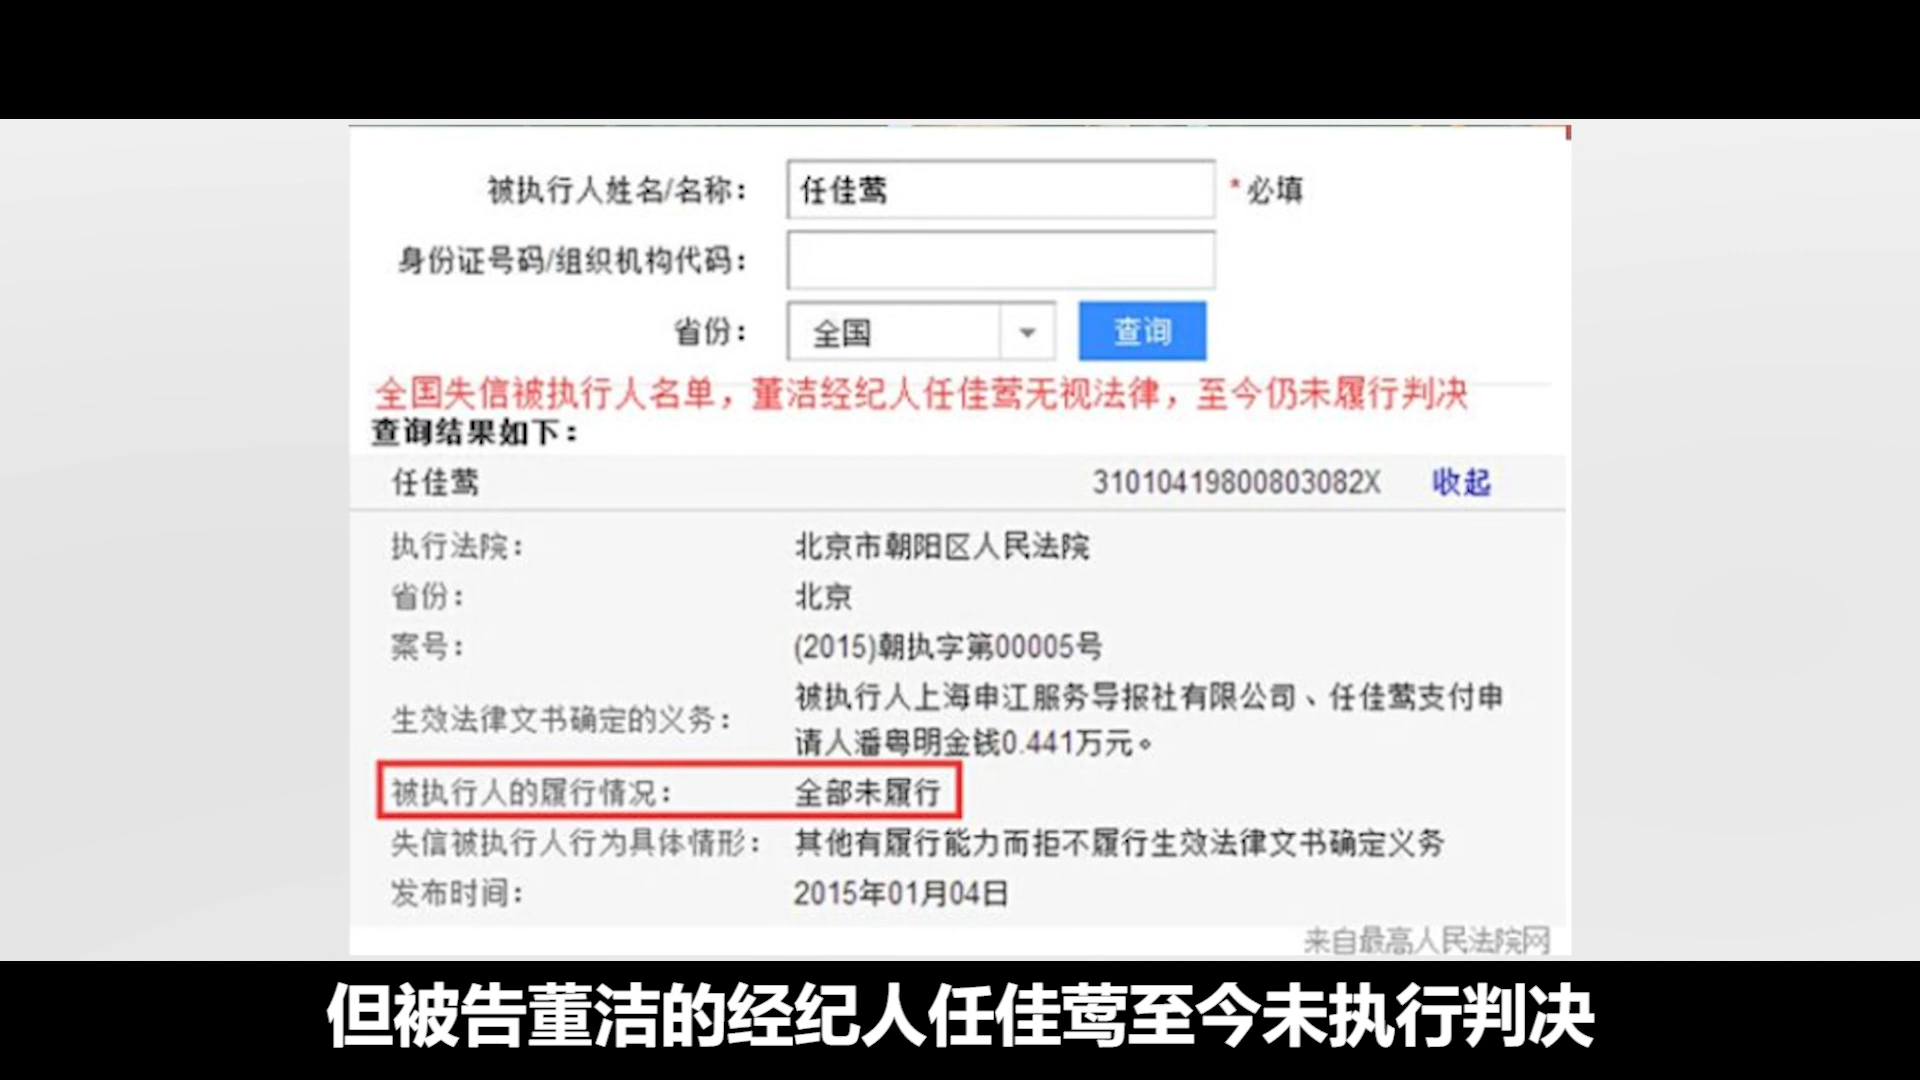 被执行人姓名/名称： 任佳莺 *必填
身份证号码/组织机构代码：
省份： 全国 查询
全国失信被执行人名单，董洁经纪人任佳莺无视法律，至今仍未履行判决
查询结果如下：
任佳莺 31010419800803082X 收起
执行法院： 北京市朝阳区人民法院
省份： 北京
案号： (2015)朝执字第00005号
生效法律文书确定的义务： 被执行人上海申江服务导报社有限公司、任佳莺支付申
请人潘粤明金钱0.441万元。
被执行人的履行情况： 全部未履行
失信被执行人行为具体情形： 其他有履行能力而拒不履行生效法律文书确定义务
发布时间： 2015年01月04日
来自最高人民法院网
但被告董洁的经纪人任佳莺至今未执行判决